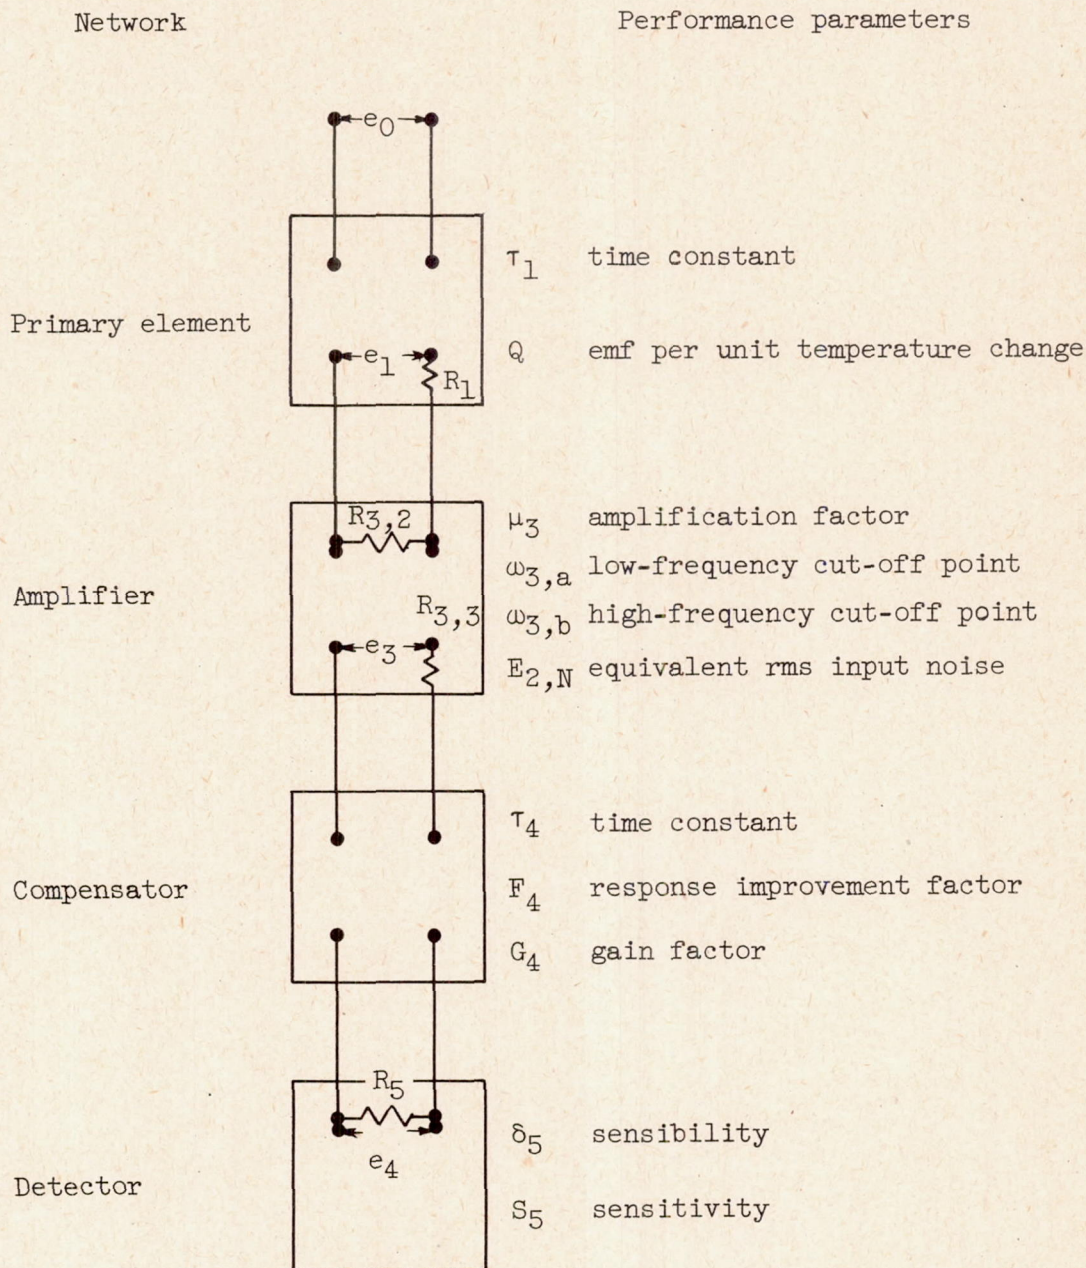 Network Performance parameters
e0
τ1 time constant
Primary element
Q emf per unit temperature change
e1
R1
R3,2
μ3 amplification factor
ω3,a low-frequency cut-off point
Amplifier
R3,3
ω3,b high-frequency cut-off point
e3
E2,N equivalent rms input noise
τ4 time constant
Compensator
F4 response improvement factor
G4 gain factor
R5
δ5 sensibility
e4
Detector
S5 sensitivity